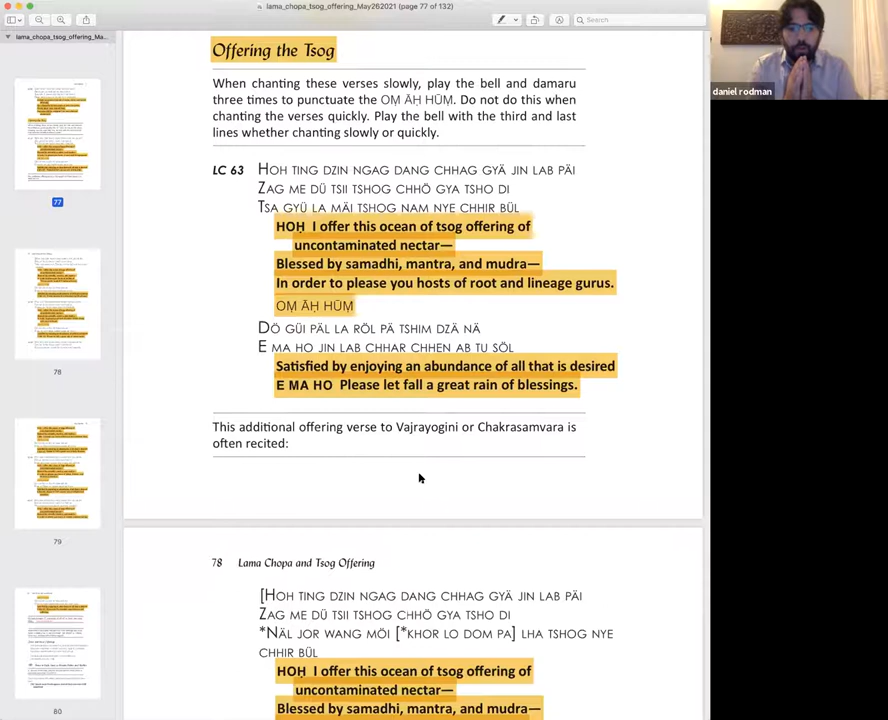 lama_chopa_tsog_offering_May262021 (page 77 of 132)
Search
lama_chopa_tsog_offering_Ma...
77
78
79
80
daniel rodman
Offering the Tsog
When chanting these verses slowly, play the bell and damaru
three times to punctuate the OṂ ĀḤ HŪṂ. Do not do this when
chanting the verses quickly. Play the bell with the third and last
lines whether chanting slowly or quickly.
LC 63 HOH TING DZIN NGAG DANG CHHAG GYÄ JIN LAB PÄI
ZAG ME DÜ TSII TSHOG CHHÖ GYA TSHO DI
TSA GYÜ LA MÄI TSHOG NAM NYE CHHIR BÜL
HOḤ I offer this ocean of tsog offering of
uncontaminated nectar—
Blessed by samadhi, mantra, and mudra—
In order to please you hosts of root and lineage gurus.
OṂ ĀḤ HŪṂ
DÖ GÜI PÄL LA RÖL PÄ TSHIM DZÄ NÄ
E MA HO JIN LAB CHHAR CHHEN AB TU SÖL
Satisfied by enjoying an abundance of all that is desired
E MA HO Please let fall a great rain of blessings.
This additional offering verse to Vajrayogini or Chakrasamvara is
often recited:
78 Lama Chopa and Tsog Offering
[HOH TING DZIN NGAG DANG CHHAG GYÄ JIN LAB PÄI
ZAG ME DÜ TSII TSHOG CHHÖ GYA TSHO DI
*NÄL JOR WANG MÖI [*KHOR LO DOM PA] LHA TSHOG NYE
CHHIR BÜL
HOḤ I offer this ocean of tsog offering of
uncontaminated nectar—
Blessed by samadhi, mantra, and mudra—